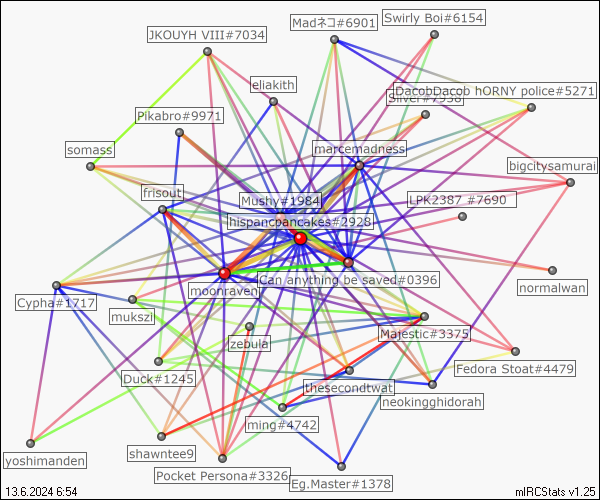 Swirly Boi#6154
Madネコ#6901
JKOUYH VIII#7034
eliakith
DacobDacob hORNY police#5271
Silver#7538
Pikabro#9971
somass
marcemadness
bigcitysamurai
frisout
Mushy#1984
LPK2387 #7690
hispancpancakes#2928
Can anything be saved#0396
normalwan
moonraven
Cypha#1717
mukszi
Majestic#3375
zebula
Fedora Stoat#4479
Duck#1245
thesecondtwat
neokingghidorah
ming#4742
shawntee9
yoshimanden
Pocket Persona#3326
Eg.Master#1378
13.6.2024 6:54
mIRCStats v1.25